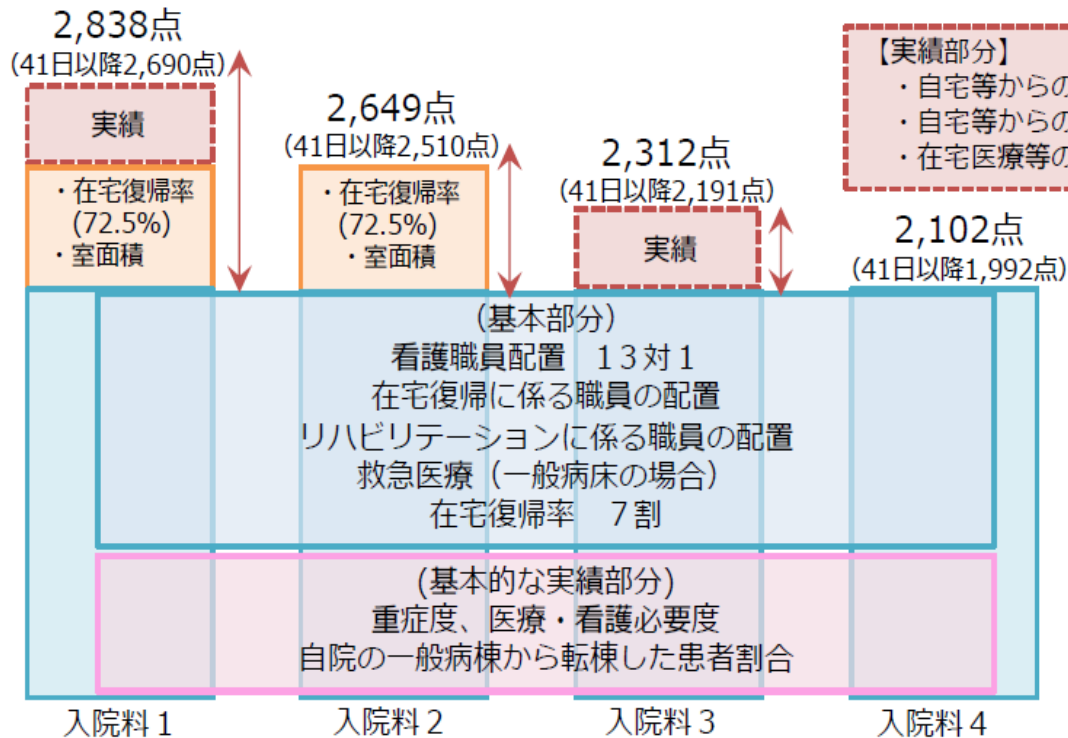 2,838点
(41日以降2,690点)
実績
・在宅復帰率
(72.5%)
・室面積
2,649点
(41日以降2,510点)
・在宅復帰率
(72.5%)
・室面積
2,312点
(41日以降2,191点)
実績
【実績部分】
・自宅等からの
・自宅等からの
・在宅医療等の
2,102点
(41日以降1,992点)
(基本部分)
看護職員配置　13対1
在宅復帰に係る職員の配置
リハビリテーションに係る職員の配置
救急医療（一般病床の場合）
在宅復帰率　7割
(基本的な実績部分)
重症度、医療・看護必要度
自院の一般病棟から転棟した患者割合
入院料1
入院料2
入院料3
入院料4